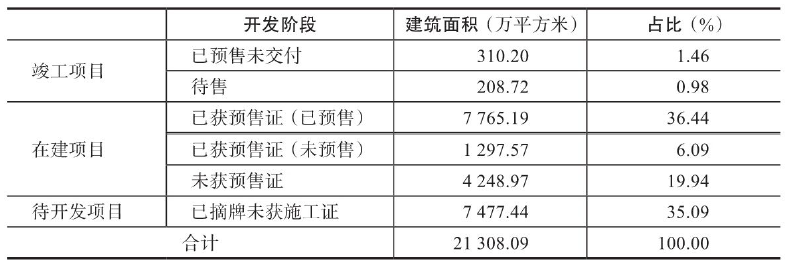 开发阶段 建筑面积（万平方米） 占比（%）
竣工项目 已预售未交付 310.20 1.46
待售 208.72 0.98
在建项目 已获预售证（已预售） 7 765.19 36.44
已获预售证（未预售） 1 297.57 6.09
未获预售证 4 248.97 19.94
待开发项目 已摘牌未获施工证 7 477.44 35.09
合计 21 308.09 100.00